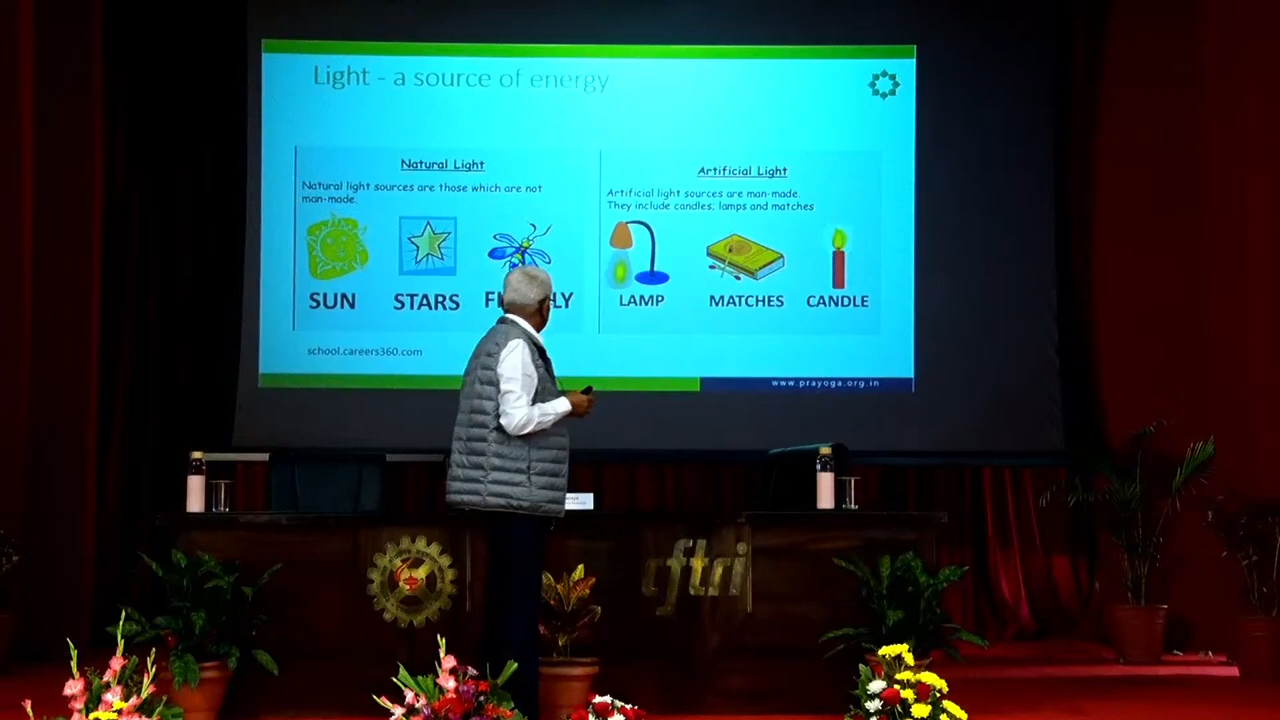 Light - a source of energy
Natural Light
Natural light sources are those which are not
man-made.
SUN
STARS
Artificial Light
Artificial light sources are man-made.
They include candles, lamps and matches
LAMP
MATCHES
CANDLE
school.careers360.com
www.prayoga.org.in
cftri